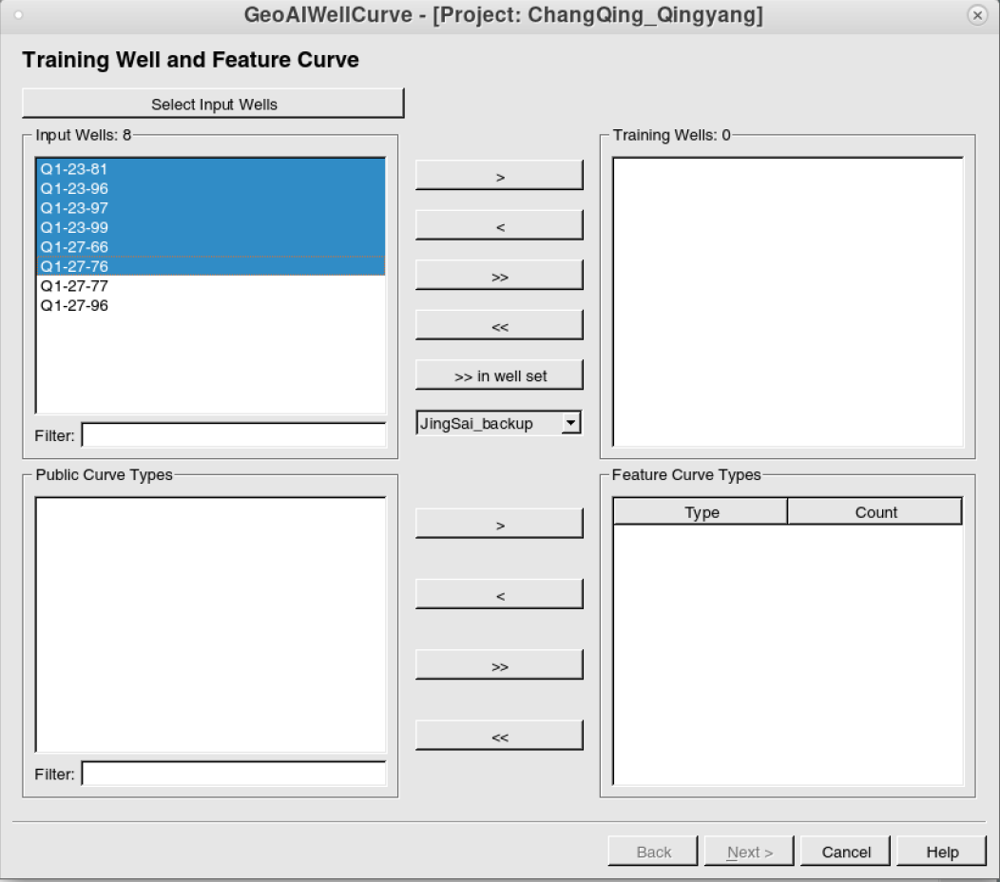 GeoAIWellCurve - [Project: ChangQing_Qingyang]
Training Well and Feature Curve
Select Input Wells
Input Wells: 8
Q1-23-81
Q1-23-96
Q1-23-97
Q1-23-99
Q1-27-66
Q1-27-76
Q1-27-77
Q1-27-96
Filter:
>
<
>>
<<
>> in well set
JingSai_backup
Training Wells: 0
Public Curve Types
Filter:
>
<
>>
<<
Feature Curve Types
Type Count
Back Next > Cancel Help